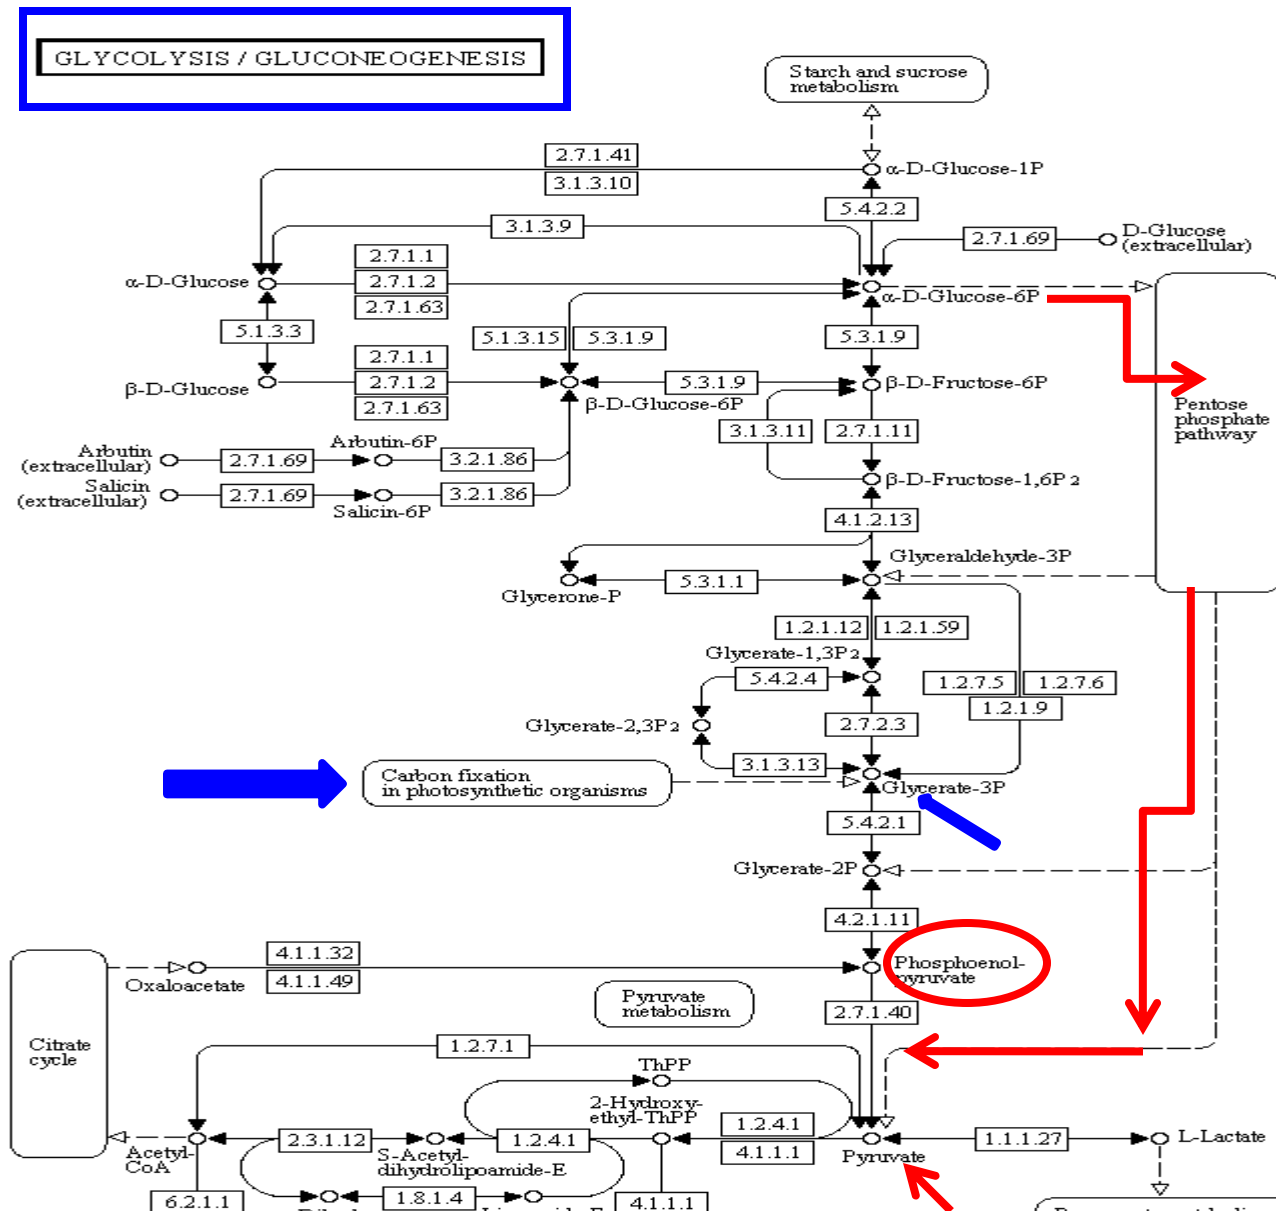 GLYCOLYSIS / GLUCONEOGENESIS
Starch and sucrose
metabolism
2.7.1.41
3.1.3.10
α-D-Glucose-1P
5.4.2.2
3.1.3.9
2.7.1.69
D-Glucose
(extracellular)
2.7.1.1
2.7.1.2
2.7.1.63
α-D-Glucose
α-D-Glucose-6P
5.1.3.3
5.1.3.15
5.3.1.9
5.3.1.9
2.7.1.1
2.7.1.2
2.7.1.63
β-D-Glucose
β-D-Glucose-6P
5.3.1.9
β-D-Fructose-6P
Pentose
phosphate
pathway
3.1.3.11
2.7.1.11
Arbutin
(extracellular)
2.7.1.69
Arbutin-6P
3.2.1.86
Salicin
(extracellular)
2.7.1.69
Salicin-6P
3.2.1.86
β-D-Fructose-1,6P2
4.1.2.13
Glyceraldehyde-3P
Glycerone-P
5.3.1.1
1.2.1.12
1.2.1.59
Glycerate-1,3P2
5.4.2.4
1.2.7.5
1.2.7.6
1.2.1.9
Glycerate-2,3P2
2.7.2.3
3.1.3.13
Carbon fixation
in photosynthetic organisms
Glycerate-3P
5.4.2.1
Glycerate-2P
4.2.1.11
4.1.1.32
4.1.1.49
Oxaloacetate
Phosphoenol-
pyruvate
Pyruvate
metabolism
2.7.1.40
Citrate
cycle
1.2.7.1
ThPP
2-Hydroxy-
ethyl-ThPP
1.2.4.1
4.1.1.1
2.3.1.12
1.2.4.1
Acetyl-
CoA
S-Acetyl-
dihydrolipoamide-E
Pyruvate
1.1.1.27
L-Lactate
6.2.1.1
1.8.1.4
4.1.1.1